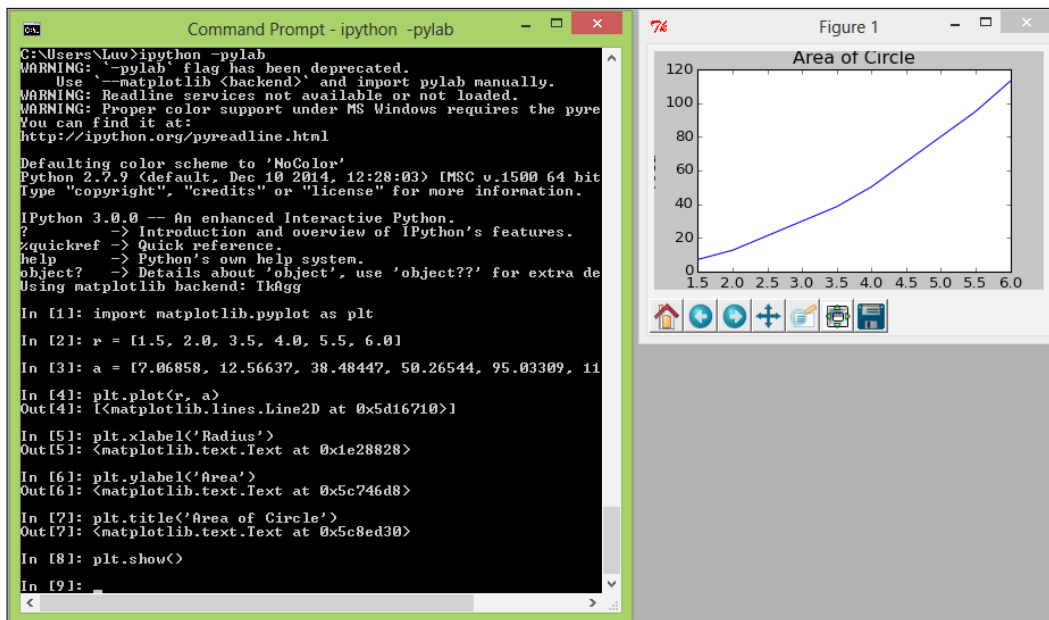 Command Prompt - ipython -pylab
C:\Users\Luv>ipython -pylab
WARNING: `-pylab` flag has been deprecated.
    Use `--matplotlib <backend>` and import pylab manually.
WARNING: Readline services not available or not loaded.
WARNING: Proper color support under MS Windows requires the pyre
You can find it at:
http://ipython.org/pyreadline.html
Defaulting color scheme to 'NoColor'
Python 2.7.9 (default, Dec 10 2014, 12:28:03) [MSC v.1500 64 bit
Type "copyright", "credits" or "license" for more information.
IPython 3.0.0 -- An enhanced Interactive Python.
?         -> Introduction and overview of IPython's features.
%quickref -> Quick reference.
help      -> Python's own help system.
object?   -> Details about 'object', use 'object??' for extra de
Using matplotlib backend: TkAgg
In [1]: import matplotlib.pyplot as plt
In [2]: r = [1.5, 2.0, 3.5, 4.0, 5.5, 6.0]
In [3]: a = [7.06858, 12.56637, 38.48447, 50.26544, 95.03309, 11
In [4]: plt.plot(r, a)
Out[4]: [<matplotlib.lines.Line2D at 0x5d16710>]
In [5]: plt.xlabel('Radius')
Out[5]: <matplotlib.text.Text at 0x1e28828>
In [6]: plt.ylabel('Area')
Out[6]: <matplotlib.text.Text at 0x5c746d8>
In [7]: plt.title('Area of Circle')
Out[7]: <matplotlib.text.Text at 0x5c8ed30>
In [8]: plt.show()
In [9]:
Figure 1
Area of Circle
120
100
80
60
40
20
0
1.5 2.0 2.5 3.0 3.5 4.0 4.5 5.0 5.5 6.0